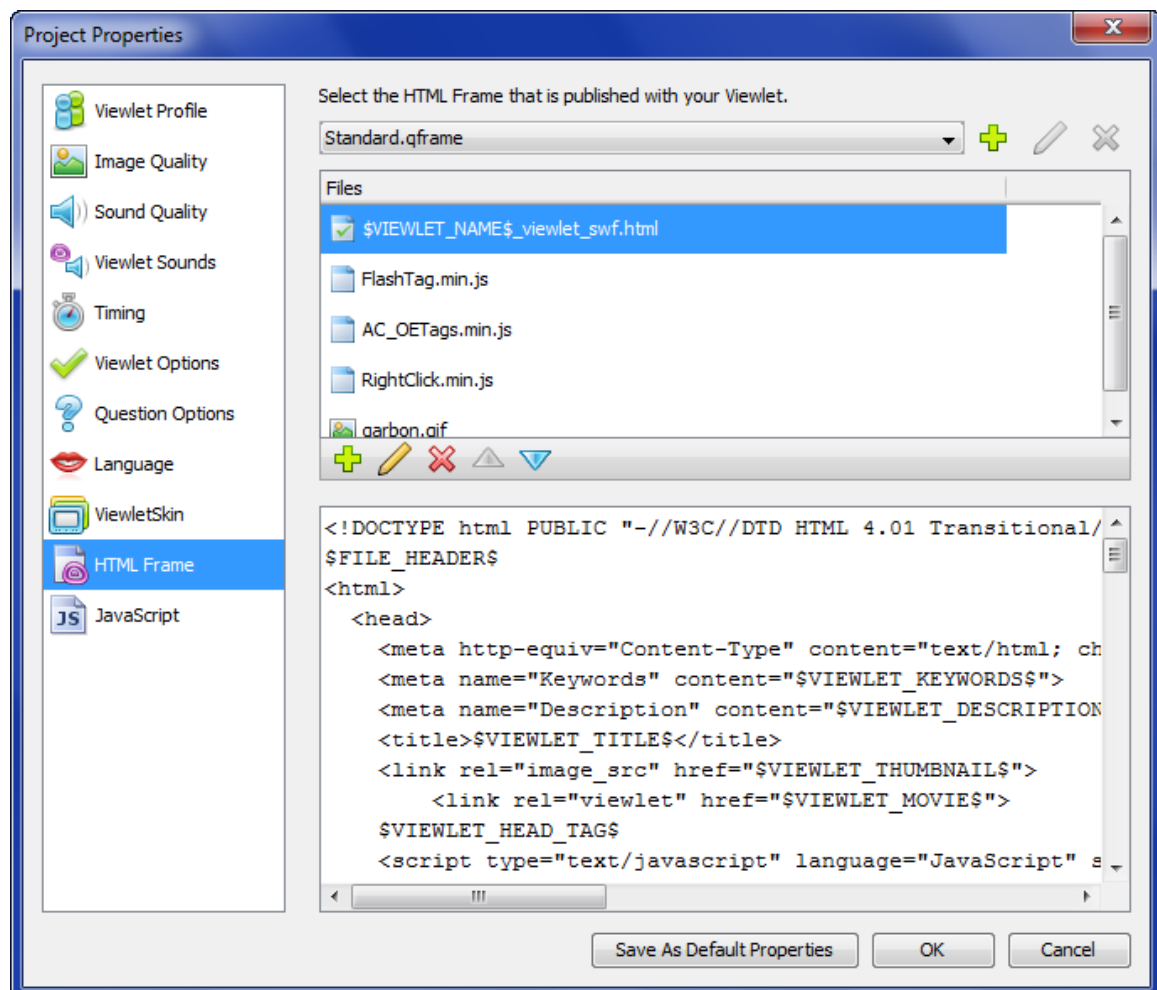 Project Properties
Viewlet Profile
Image Quality
Sound Quality
Viewlet Sounds
Timing
Viewlet Options
Question Options
Language
ViewletSkin
HTML Frame
JS JavaScript
Select the HTML Frame that is published with your Viewlet.
Standard.qframe
Files
$VIEWLET_NAME$_viewlet_swf.html
FlashTag.min.js
AC_OETags.min.js
RightClick.min.js
garbon.gif
<!DOCTYPE html PUBLIC "-//W3C//DTD HTML 4.01 Transitional/
$FILE_HEADER$
<html>
<head>
<meta http-equiv="Content-Type" content="text/html; ch
<meta name="Keywords" content="$VIEWLET_KEYWORDS$">
<meta name="Description" content="$VIEWLET_DESCRIPTION
<title>$VIEWLET_TITLE$</title>
<link rel="image_src" href="$VIEWLET_THUMBNAIL$">
<link rel="viewlet" href="$VIEWLET_MOVIE$">
$VIEWLET_HEAD_TAG$
<script type="text/javascript" language="JavaScript" s
Save As Default Properties
OK
Cancel